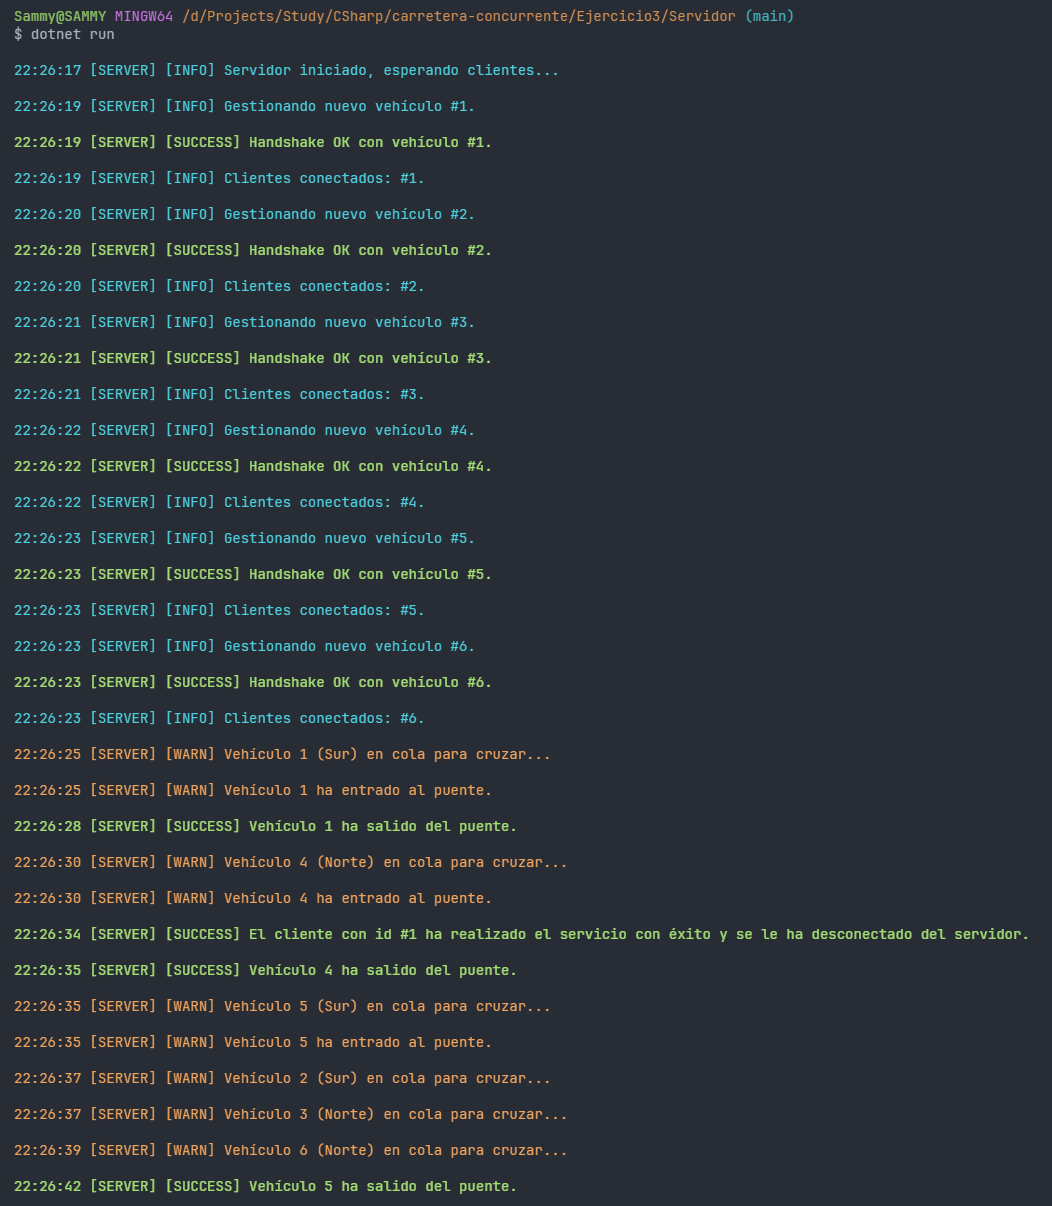 Sammy@SAMMY MINGW64 /d/Projects/Study/CSharp/carretera-concurrente/Ejercicio3/Servidor (main)
$ dotnet run
22:26:17 [SERVER] [INFO] Servidor iniciado, esperando clientes...
22:26:19 [SERVER] [INFO] Gestionando nuevo vehículo #1.
22:26:19 [SERVER] [SUCCESS] Handshake OK con vehículo #1.
22:26:19 [SERVER] [INFO] Clientes conectados: #1.
22:26:20 [SERVER] [INFO] Gestionando nuevo vehículo #2.
22:26:20 [SERVER] [SUCCESS] Handshake OK con vehículo #2.
22:26:20 [SERVER] [INFO] Clientes conectados: #2.
22:26:21 [SERVER] [INFO] Gestionando nuevo vehículo #3.
22:26:21 [SERVER] [SUCCESS] Handshake OK con vehículo #3.
22:26:21 [SERVER] [INFO] Clientes conectados: #3.
22:26:22 [SERVER] [INFO] Gestionando nuevo vehículo #4.
22:26:22 [SERVER] [SUCCESS] Handshake OK con vehículo #4.
22:26:22 [SERVER] [INFO] Clientes conectados: #4.
22:26:23 [SERVER] [INFO] Gestionando nuevo vehículo #5.
22:26:23 [SERVER] [SUCCESS] Handshake OK con vehículo #5.
22:26:23 [SERVER] [INFO] Clientes conectados: #5.
22:26:23 [SERVER] [INFO] Gestionando nuevo vehículo #6.
22:26:23 [SERVER] [SUCCESS] Handshake OK con vehículo #6.
22:26:23 [SERVER] [INFO] Clientes conectados: #6.
22:26:25 [SERVER] [WARN] Vehículo 1 (Sur) en cola para cruzar...
22:26:25 [SERVER] [WARN] Vehículo 1 ha entrado al puente.
22:26:28 [SERVER] [SUCCESS] Vehículo 1 ha salido del puente.
22:26:30 [SERVER] [WARN] Vehículo 4 (Norte) en cola para cruzar...
22:26:30 [SERVER] [WARN] Vehículo 4 ha entrado al puente.
22:26:34 [SERVER] [SUCCESS] El cliente con id #1 ha realizado el servicio con éxito y se le ha desconectado del servidor.
22:26:35 [SERVER] [SUCCESS] Vehículo 4 ha salido del puente.
22:26:35 [SERVER] [WARN] Vehículo 5 (Sur) en cola para cruzar...
22:26:35 [SERVER] [WARN] Vehículo 5 ha entrado al puente.
22:26:37 [SERVER] [WARN] Vehículo 2 (Sur) en cola para cruzar...
22:26:37 [SERVER] [WARN] Vehículo 3 (Norte) en cola para cruzar...
22:26:39 [SERVER] [WARN] Vehículo 6 (Norte) en cola para cruzar...
22:26:42 [SERVER] [SUCCESS] Vehículo 5 ha salido del puente.